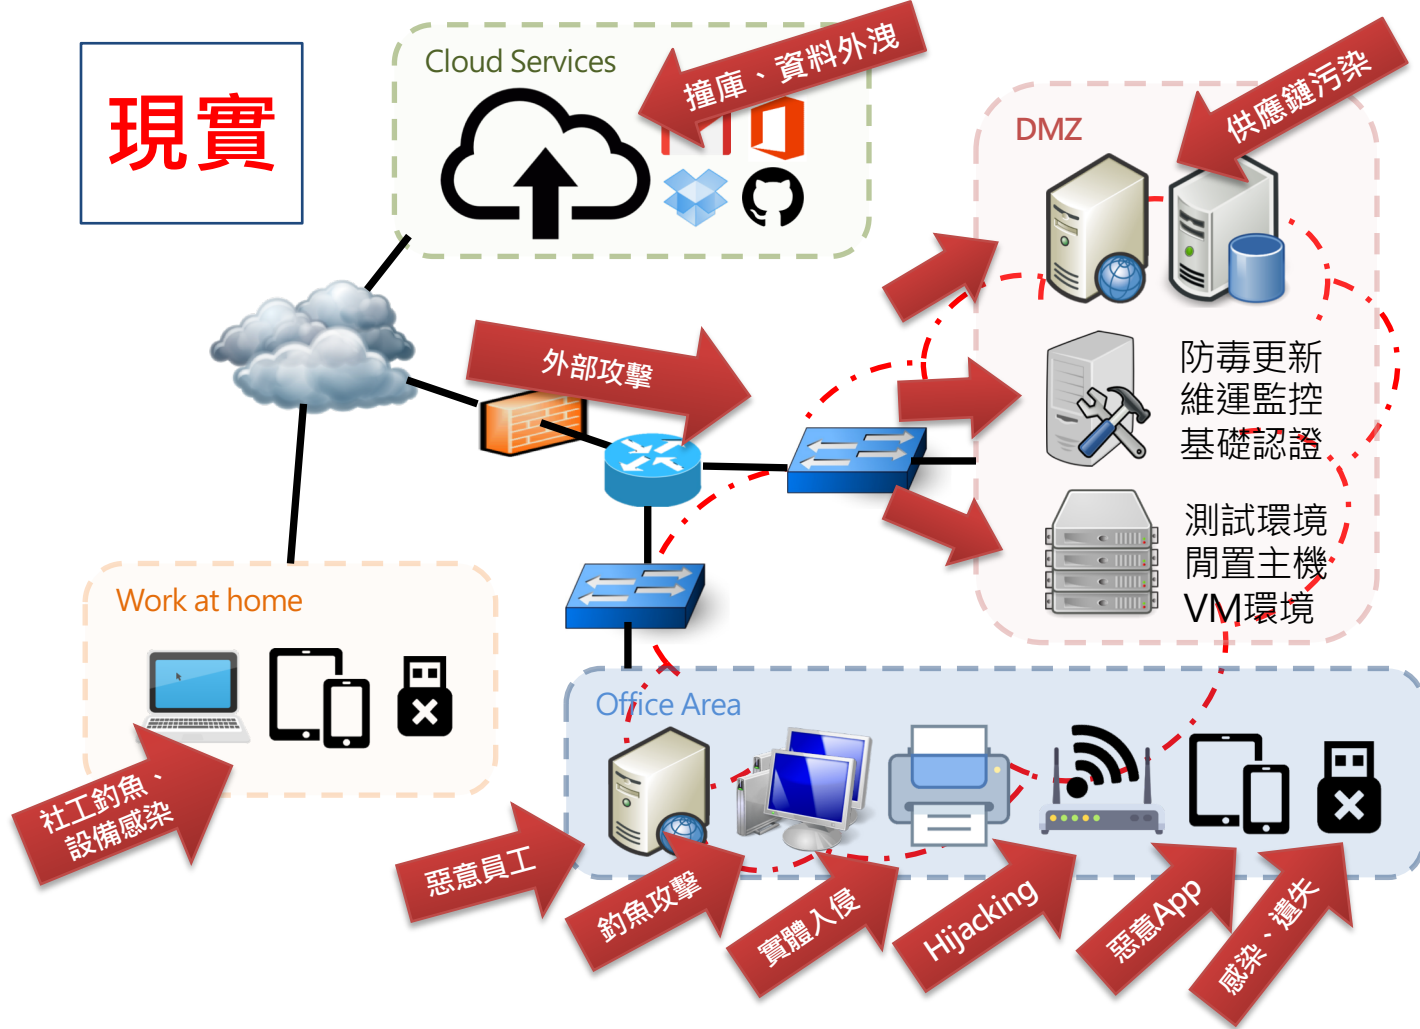 現實
Cloud Services
撞庫、資料外洩
供應鏈污染
DMZ
外部攻擊
防毒更新
維運監控
基礎認證
測試環境
閒置主機
VM環境
Work at home
社工釣魚、
設備感染
Office Area
惡意員工
釣魚攻擊
實體入侵
Hijacking
惡意App
感染、遺失